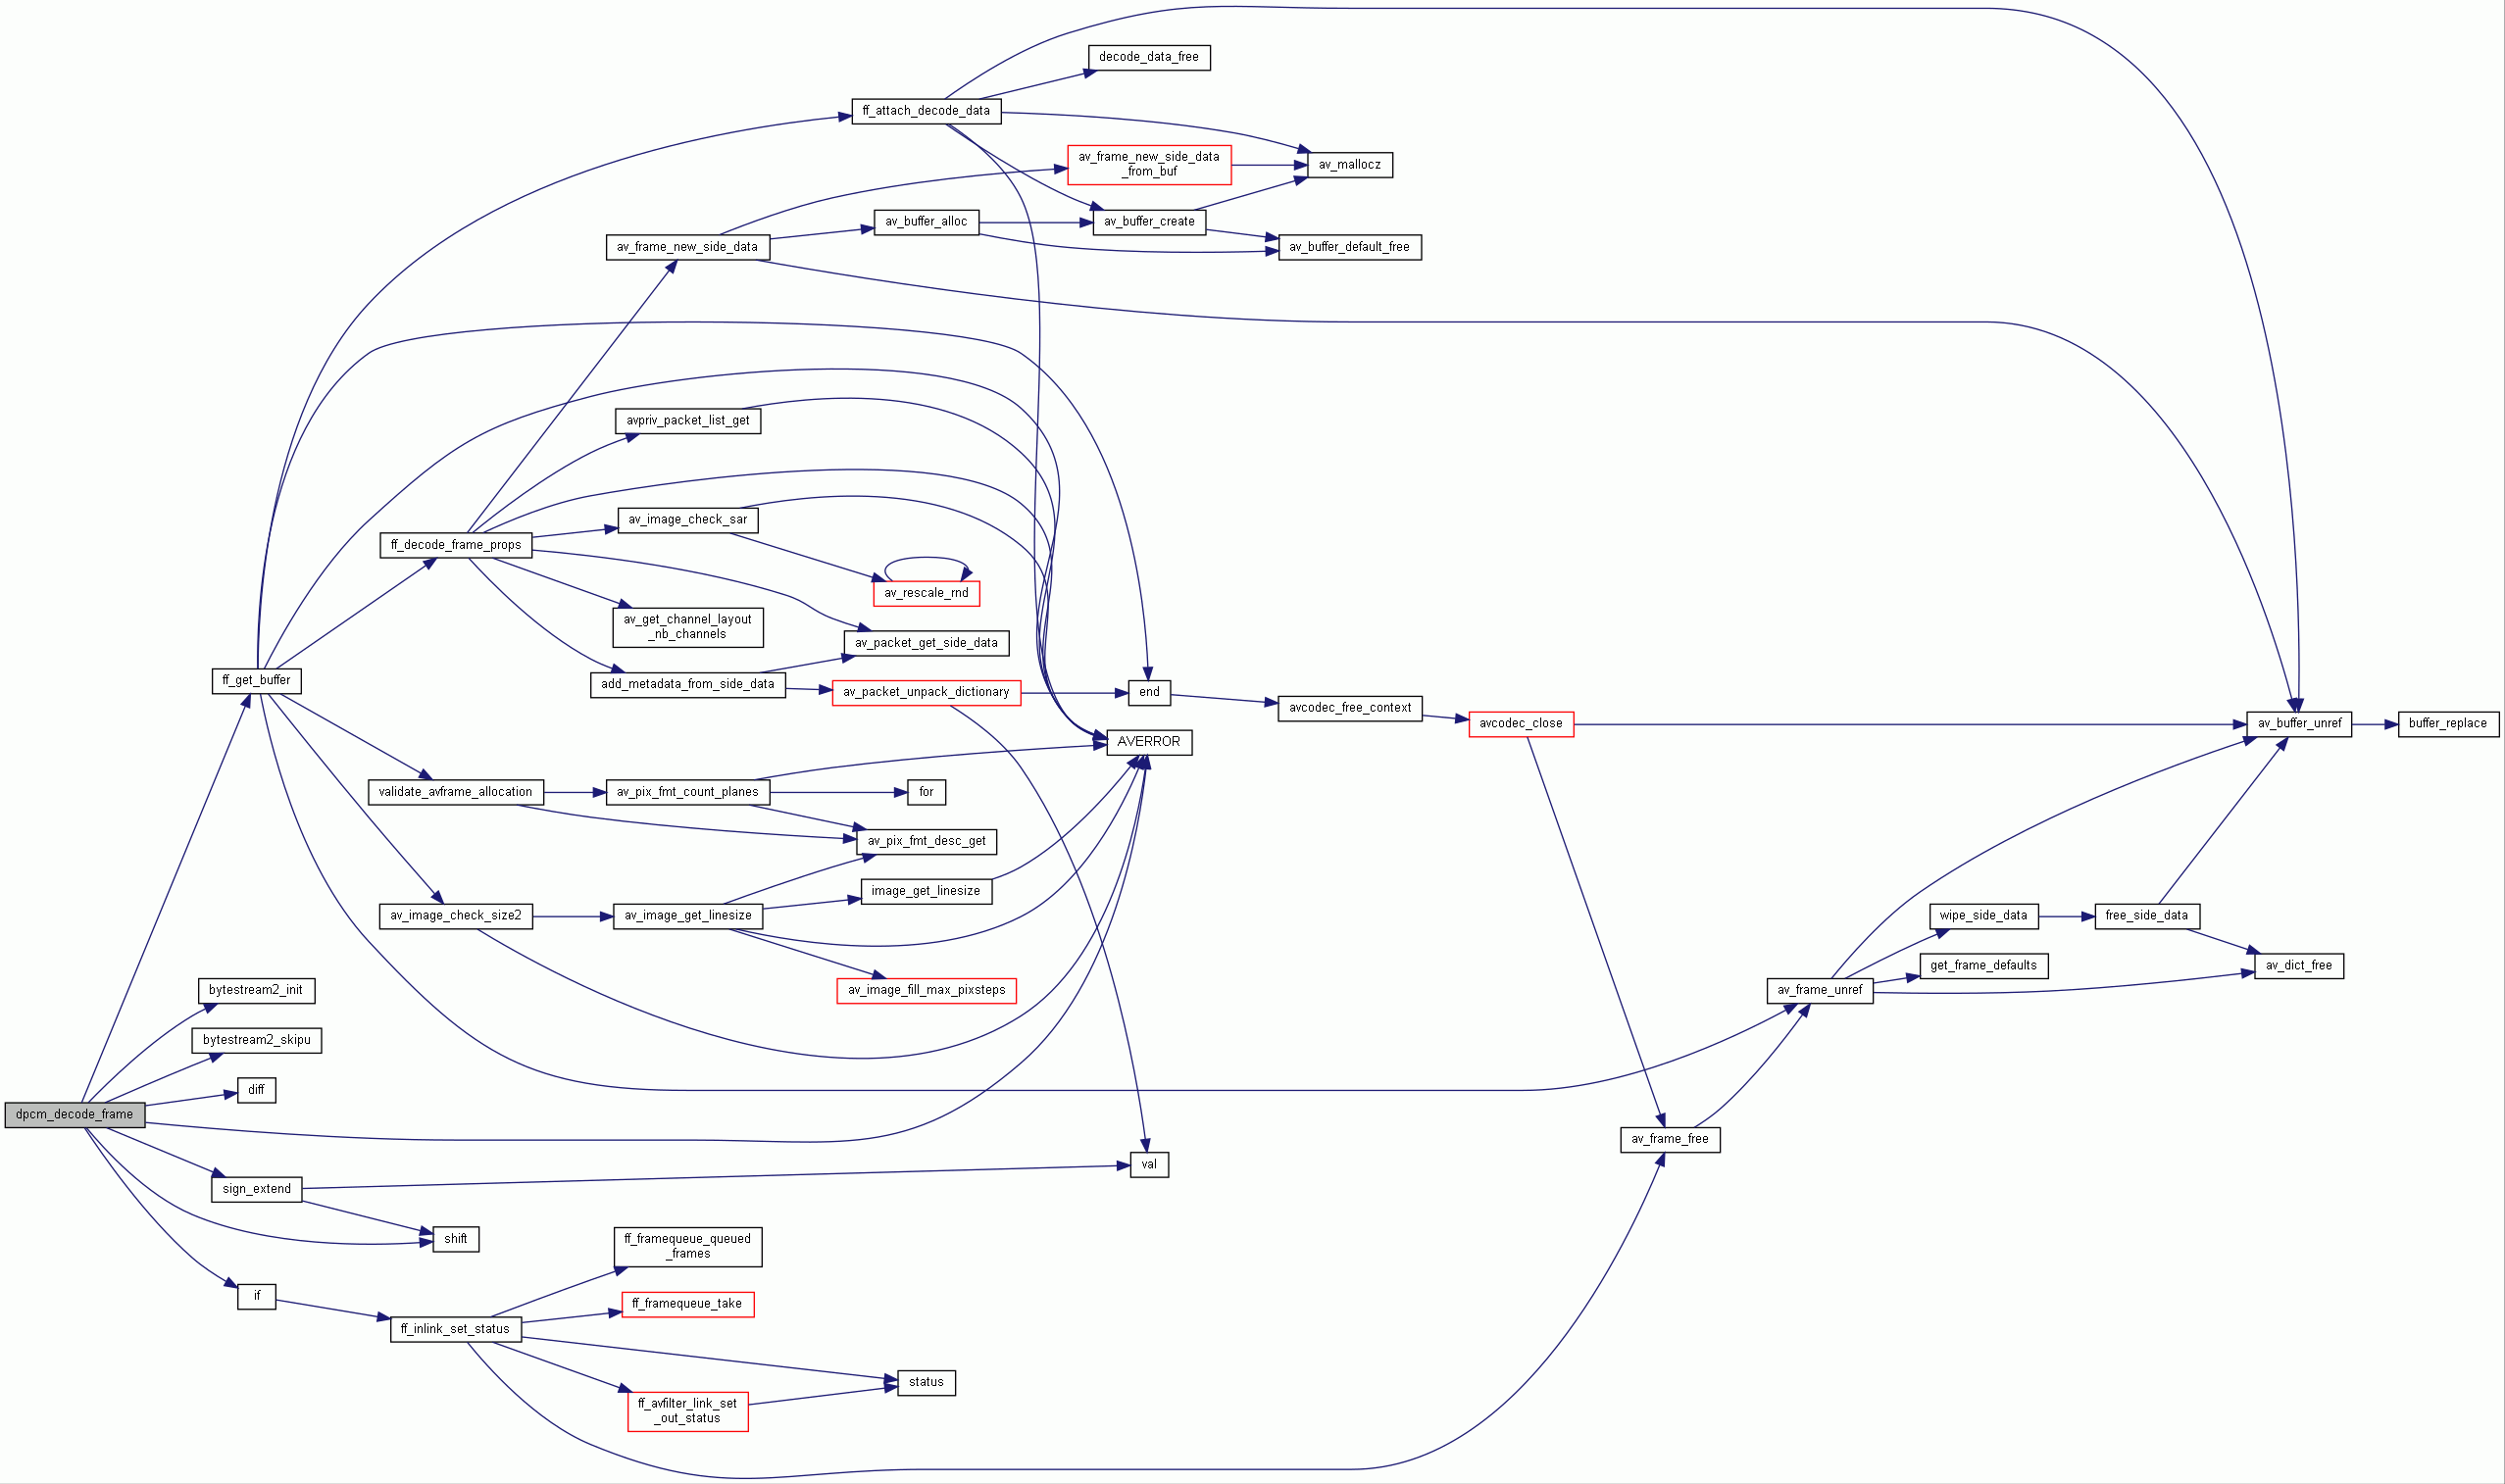 decode_data_free
ff_attach_decode_data
av_frame_new_side_data
_from_buf
av_mallocz
av_buffer_alloc
av_buffer_create
av_frame_new_side_data
av_buffer_default_free
avpriv_packet_list_get
av_image_check_sar
ff_decode_frame_props
av_rescale_rnd
av_get_channel_layout
_nb_channels
av_packet_get_side_data
ff_get_buffer
add_metadata_from_side_data
av_packet_unpack_dictionary
end
avcodec_free_context
avcodec_close
av_buffer_unref
buffer_replace
AVERROR
validate_avframe_allocation
av_pix_fmt_count_planes
for
av_pix_fmt_desc_get
image_get_linesize
av_image_check_size2
av_image_get_linesize
wipe_side_data
free_side_data
get_frame_defaults
av_dict_free
bytestream2_init
av_image_fill_max_pixsteps
av_frame_unref
bytestream2_skipu
diff
dpcm_decode_frame
av_frame_free
val
sign_extend
shift
ff_framequeue_queued
_frames
if
ff_framequeue_take
ff_inlink_set_status
status
ff_avfilter_link_set
_out_status